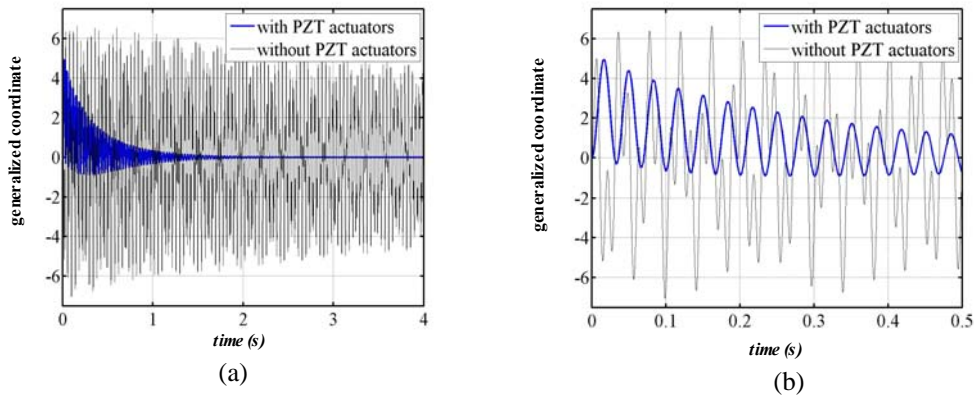 with PZT actuators
without PZT actuators
generalized coordinate
6
4
2
0
-2
-4
-6
0 1 2 3 4
time (s)
(a)
with PZT actuators
without PZT actuators
generalized coordinate
6
4
2
0
-2
-4
-6
0 0.1 0.2 0.3 0.4 0.5
time (s)
(b)